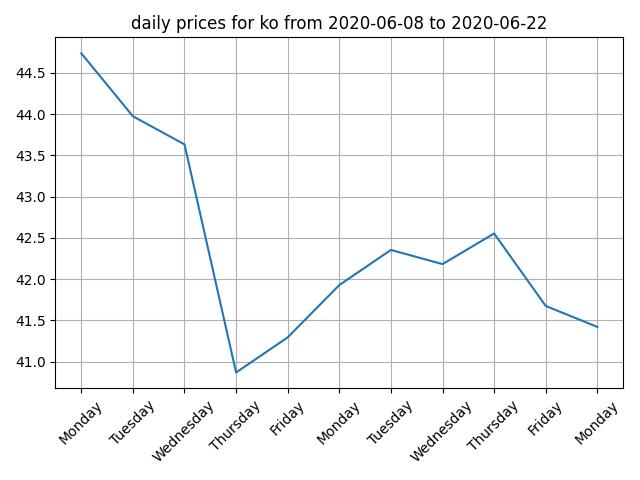 daily prices for ko from 2020-06-08 to 2020-06-22
44.5
44.0
43.5
43.0
42.5
42.0
41.5
41.0
Monday
Tuesday
Wednesday
Thursday
Friday
Monday
Tuesday
Wednesday
Thursday
Friday
Monday